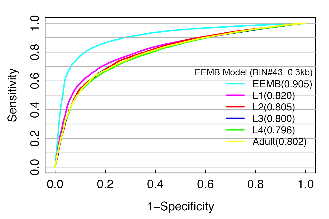 1.0
0.8
0.6
0.4
0.2
0.0
Sensitivity
EEMB Model (BIN#43 0.3kb)
EEMB(0.905)
L1(0.820)
L2(0.805)
L3(0.800)
L4(0.796)
Adult(0.802)
0.0 0.2 0.4 0.6 0.8 1.0
1-Specificity